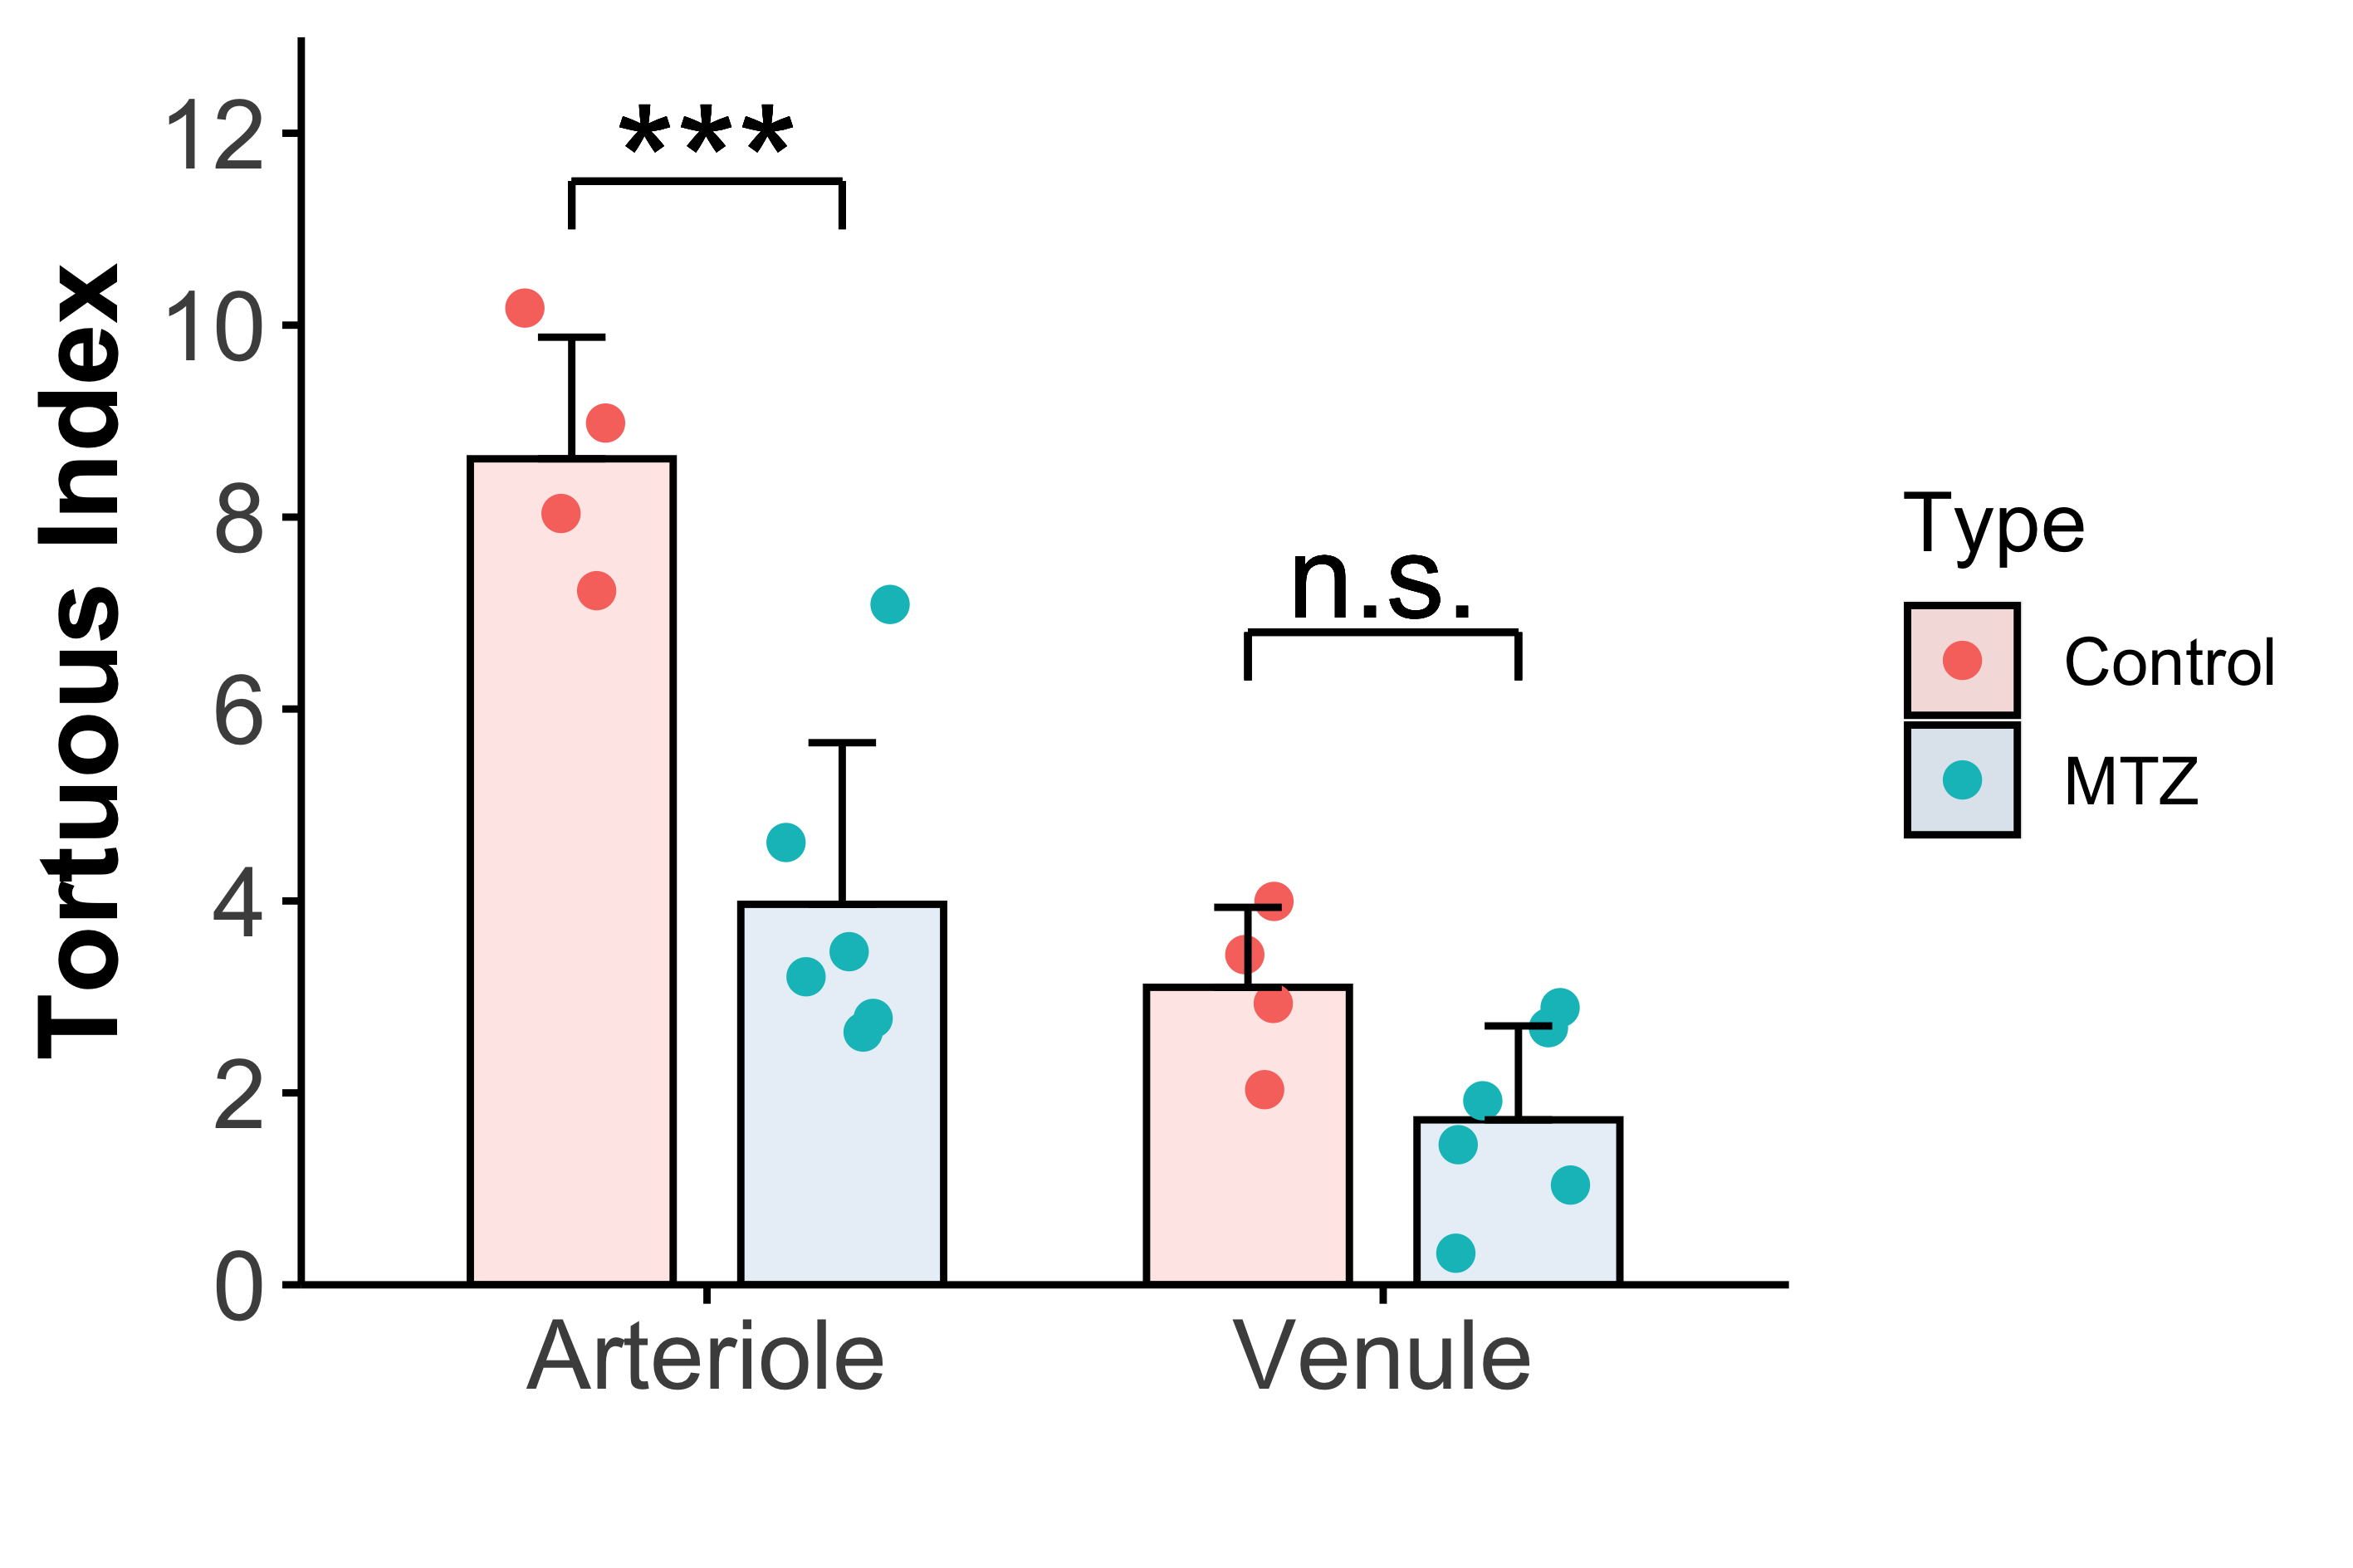 Tortuous Index
12
10
8
6
4
2
0
***
n.s.
Arteriole
Venule
Type
Control
MTZ